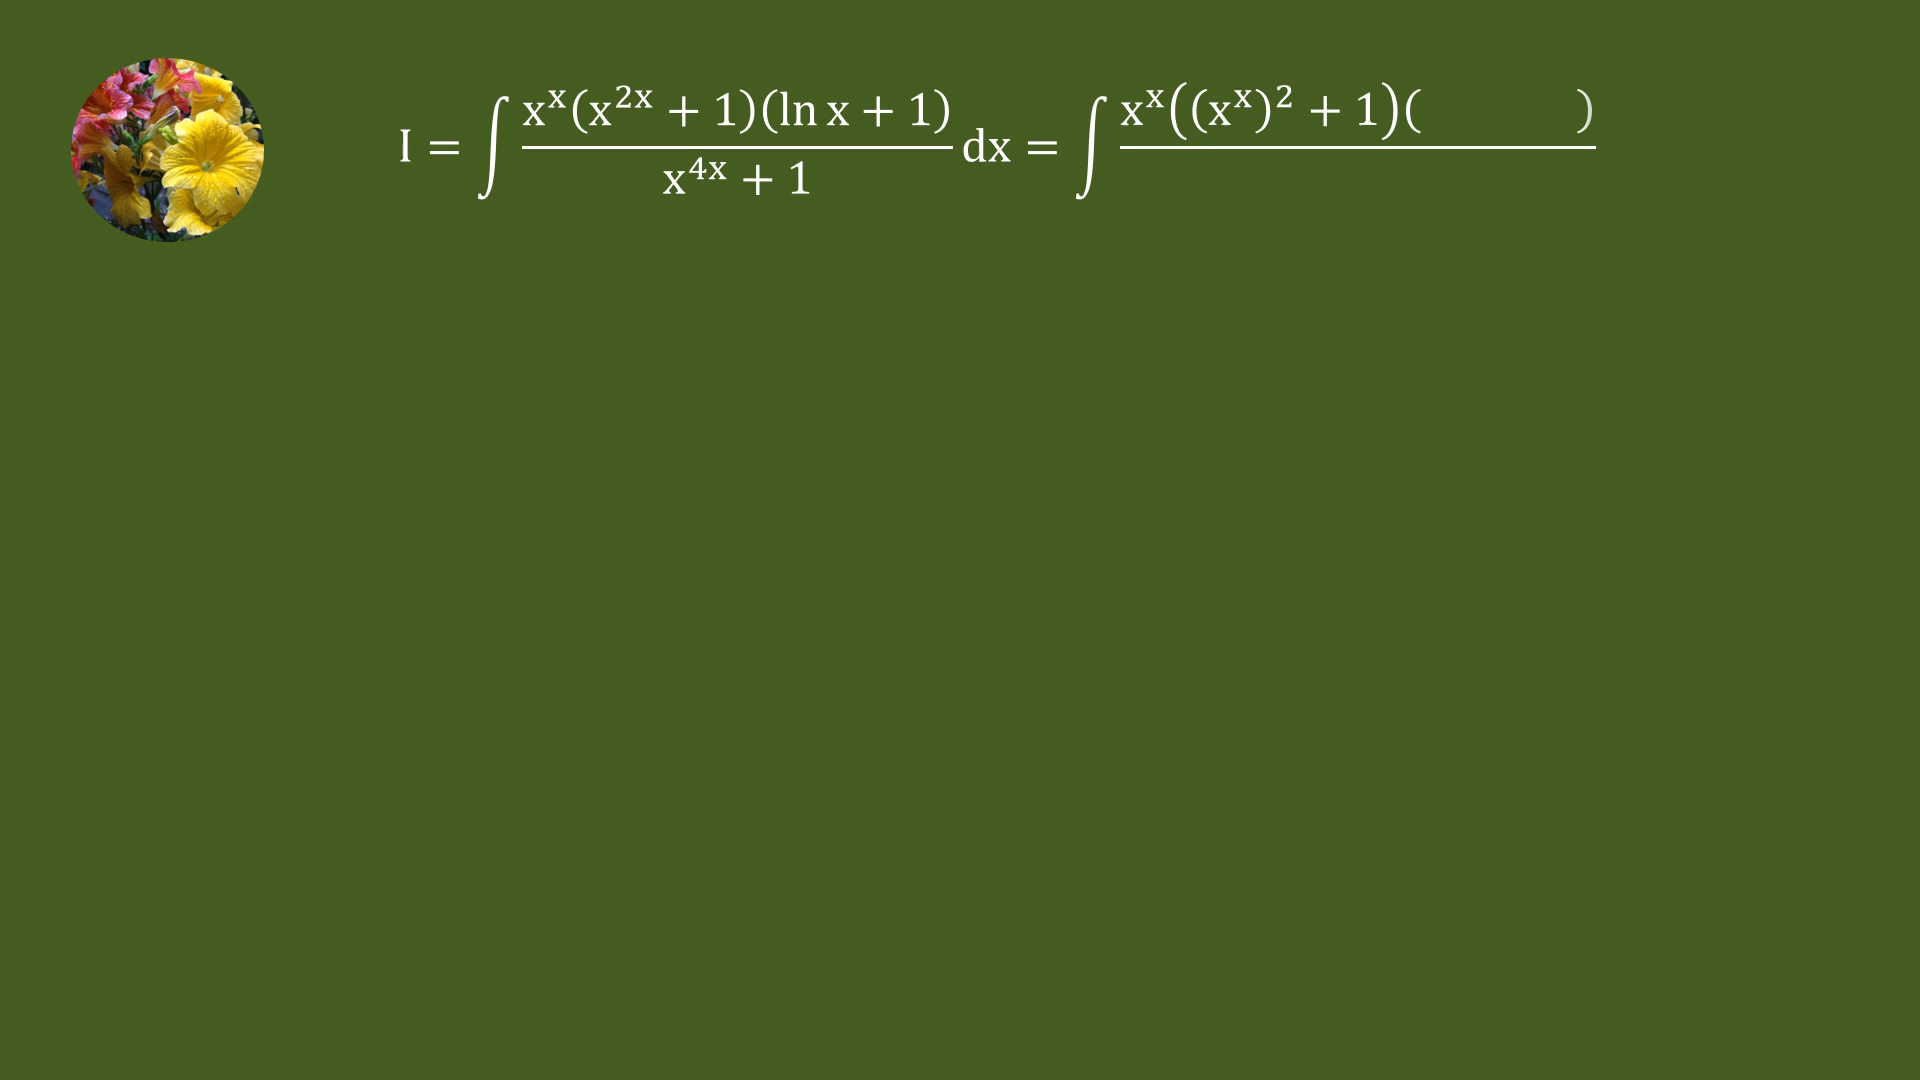 I = ∫ x^x(x^{2x} + 1)(ln x + 1) / (x^{4x} + 1) dx = ∫ x^x((x^x)^2 + 1)( )